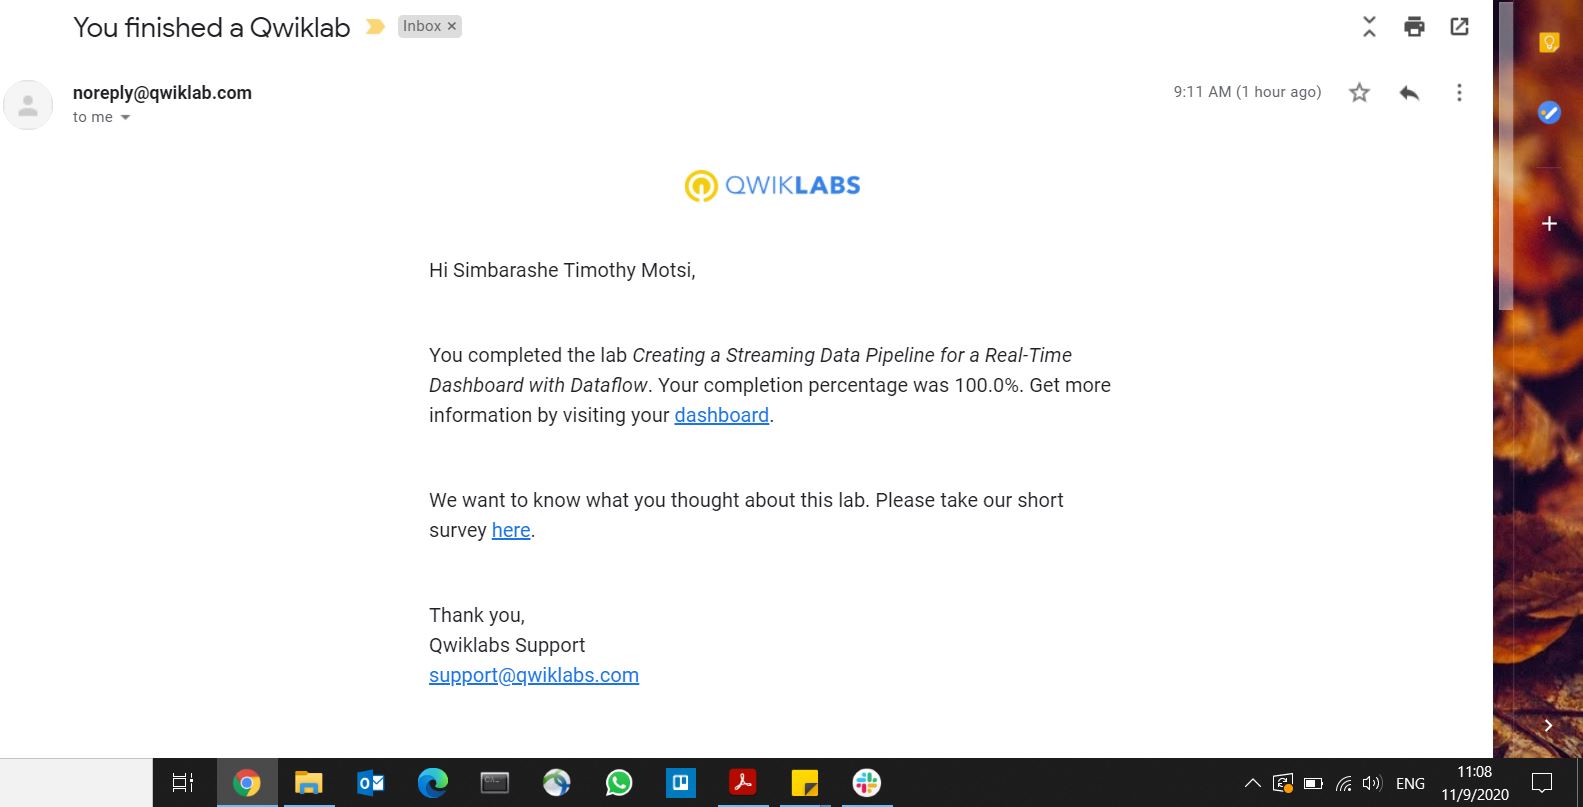 You finished a Qwiklab
Inbox ×
noreply@qwiklab.com
9:11 AM (1 hour ago)
to me
QWIKLABS
Hi Simbarashe Timothy Motsi,
You completed the lab Creating a Streaming Data Pipeline for a Real-Time
Dashboard with Dataflow. Your completion percentage was 100.0%. Get more
information by visiting your dashboard.
We want to know what you thought about this lab. Please take our short
survey here.
Thank you,
Qwiklabs Support
support@qwiklabs.com
ENG
11:08
11/9/2020